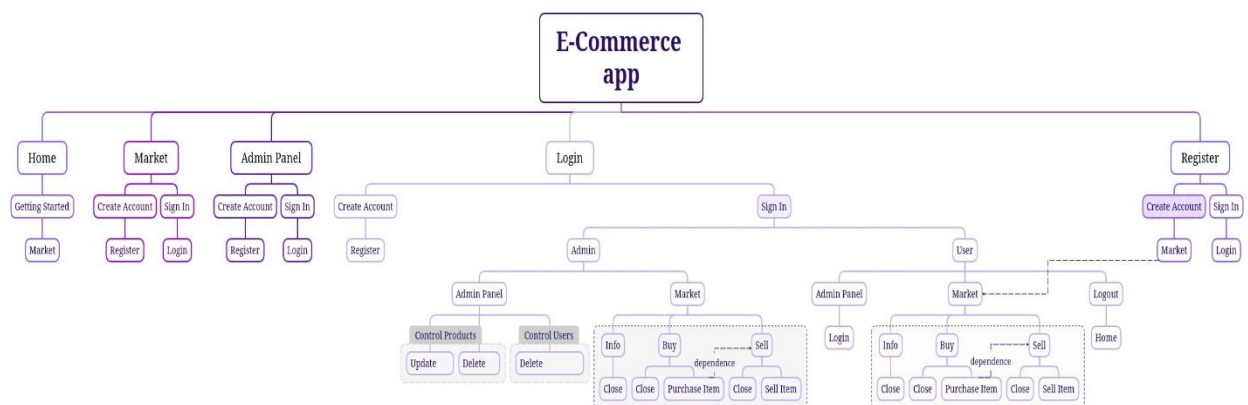 E-Commerce
app
Home
Market
Admin Panel
Login
Register
Getting Started
Create Account
Sign In
Create Account
Sign In
Create Account
Sign In
Create Account
Sign In
Market
Register
Login
Register
Login
Register
Admin
User
Market
Login
Admin Panel
Market
Admin Panel
Market
Logout
Control Products
Control Users
Info
Buy
Sell
Login
Info
Buy
Sell
Home
Update
Delete
Delete
dependence
dependence
Close
Close
Purchase Item
Close
Sell Item
Close
Close
Purchase Item
Close
Sell Item